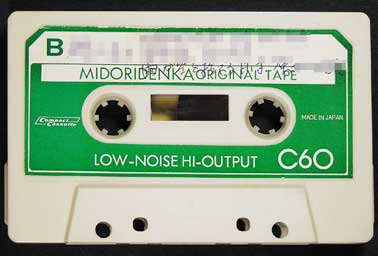 B
MIDORIDENKA ORIGINAL TAPE
Compact
Cassette
MADE IN JAPAN
LOW-NOISE HI-OUTPUT C60